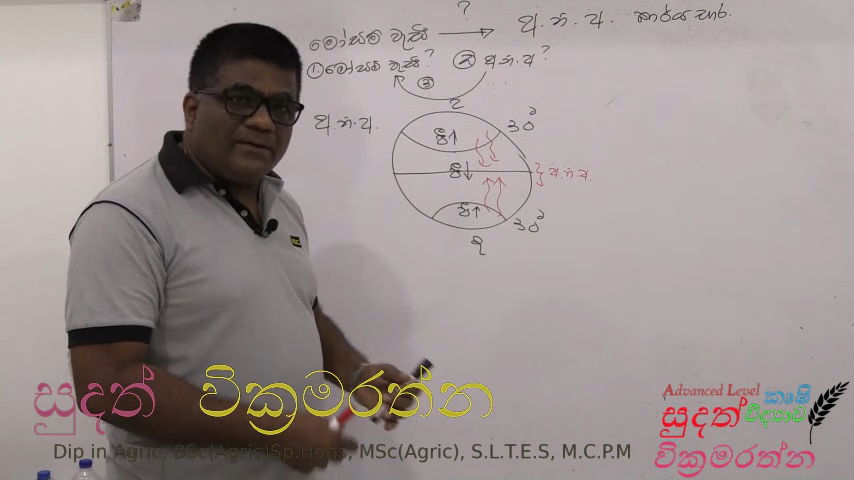 ?
මෝසම් වැසි → අ. න්. අ. කාර්යභාර.
① මෝසම් වැසි? ② අ.න්.අ?
③
උ
අ.න්.අ.
30°
පී↑
පී↓
අ.න්.අ.
පී↑
30°
ද
සුදත් වික්‍රමරත්න
Dip in Agric, BSc(Agric)Sp.Hons, MSc(Agric), S.L.T.E.S, M.C.P.M
Advanced Level කෘෂි
සුදත් විද්‍යාව
වික්‍රමරත්න